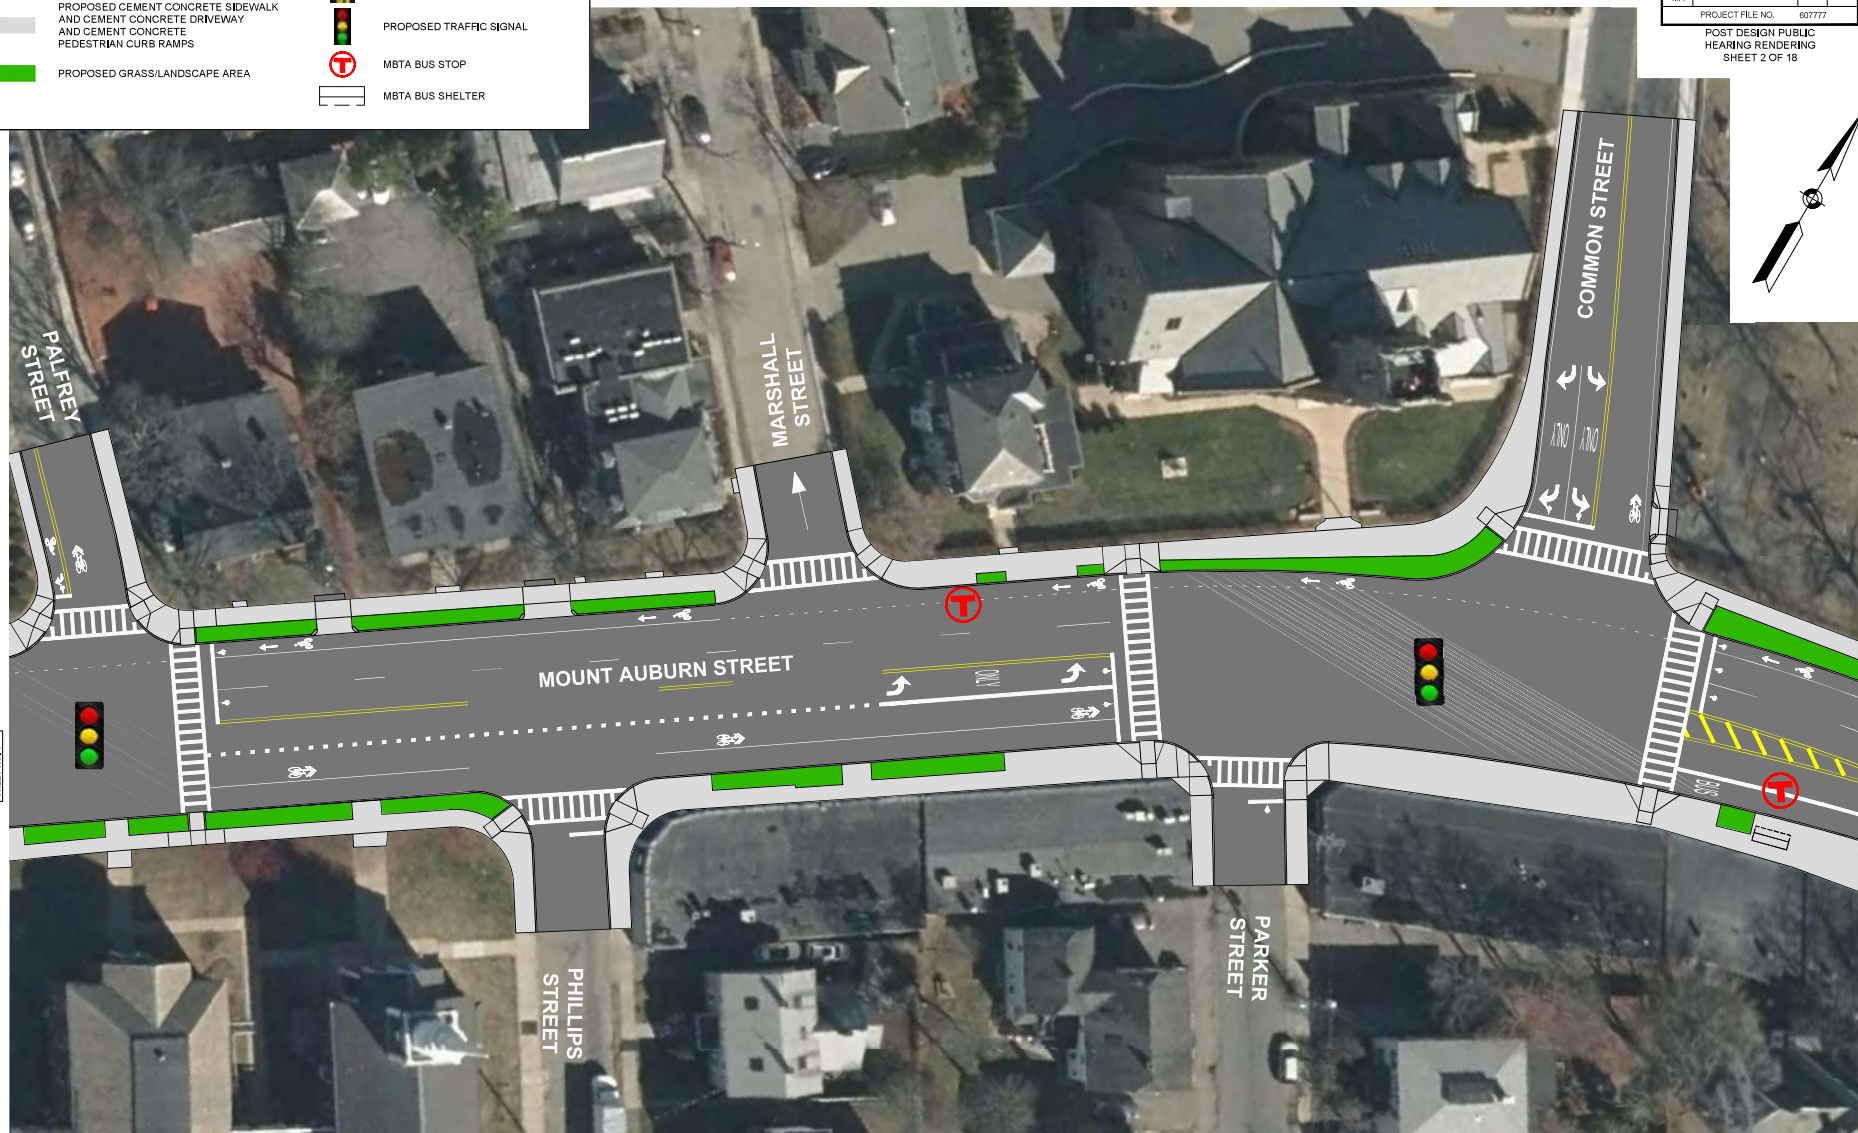 PROPOSED CEMENT CONCRETE SIDEWALK
AND CEMENT CONCRETE DRIVEWAY
AND CEMENT CONCRETE
PEDESTRIAN CURB RAMPS
PROPOSED GRASS/LANDSCAPE AREA
PROPOSED TRAFFIC SIGNAL
T
MBTA BUS STOP
MBTA BUS SHELTER
PROJECT FILE NO. 607777
POST DESIGN PUBLIC
HEARING RENDERING
SHEET 2 OF 18
COMMON STREET
PALFREY
STREET
MARSHALL
STREET
ONLY
ONLY
T
MOUNT AUBURN STREET
ONLY
BUS
T
PARKER
STREET
PHILLIPS
STREET